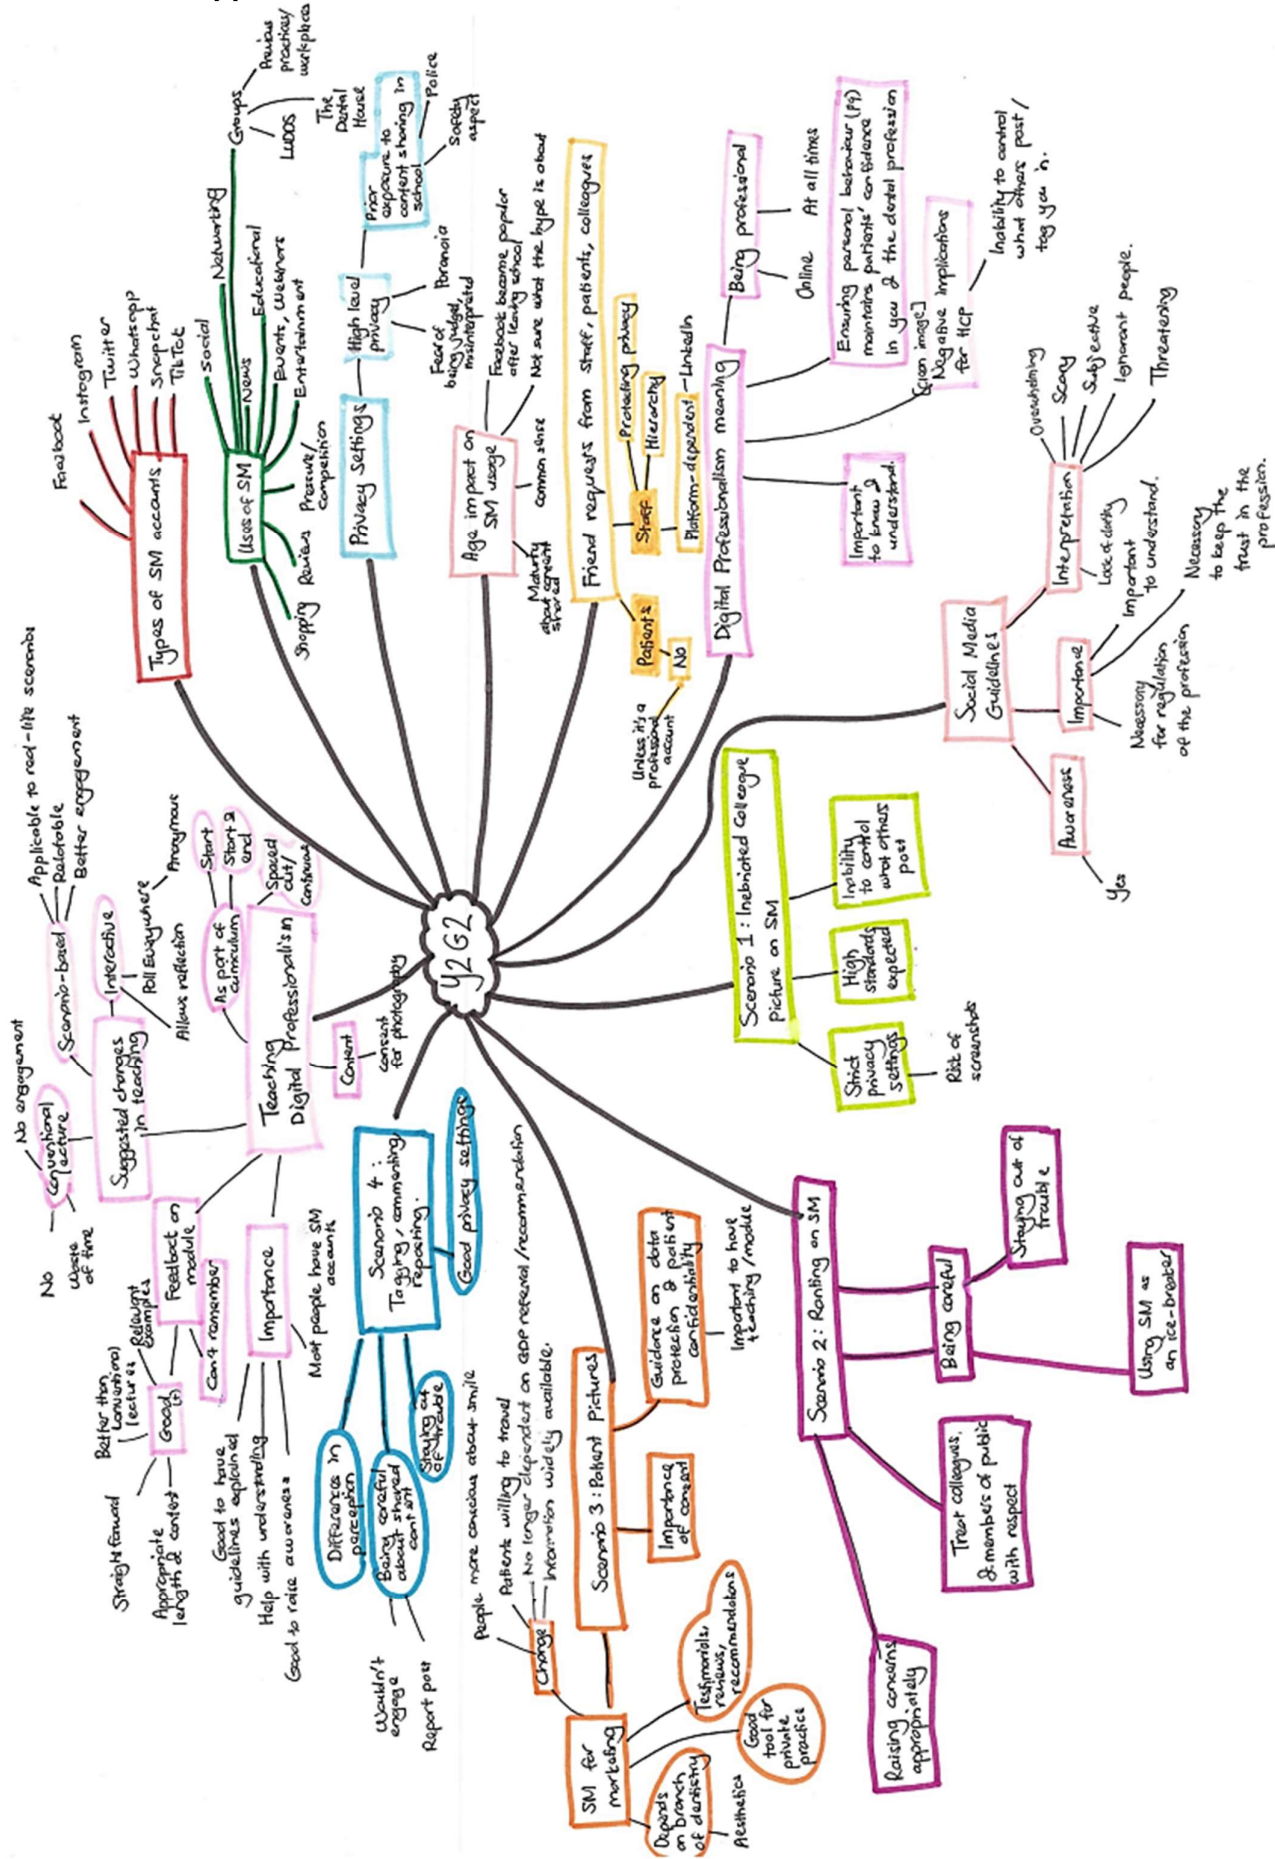 Y2G2
Types of SM accounts
Facebook
Instagram
Twitter
Whatsapp
Snapchat
TikTok
Uses of SM
Social
Networking
Groups
Previous
practices/
workplaces
The
Dental
House
LUDOS
News
Educational
Events, Webinars
Entertainment
Pressure/
competition
Reviews
Shopping
Privacy settings
High level
privacy
Fear of
being judged,
misinterpreted
Paranoia
Prior
exposure to
content sharing in
school
Police
Safety
aspect
Age impact on
SM usage
Facebook became popular
after leaving school
Not sure what the hype is about
Common sense
Maturity
about content
shared
Friend requests from staff, patients, colleagues
Staff
Protecting privacy
Hierarchy
Platform-dependent
LinkedIn
Patients
No
Unless it's a
professional
account
Digital Professionalism meaning
Being professional
Online
At all times
Ensuring personal behaviour (P9)
maintains patients' confidence
in you & the dental profession
[scan image]
Negative implications
for HCP
Inability to control
what others post/
tag you in.
Important
to know &
understand.
Social Media
Guidelines
Interpretation
Overwhelming
Scary
Subjective
Ignorant people.
Threatening
Lack of clarity
Importance
Important
to understand.
Necessary
to keep the
trust in the
profession.
Necessary
for regulation
of the profession
Awareness
Yes
Scenario 1: Inebriated Colleague
Picture on SM
Inability
to control
what others
post
High
standards
expected
Strict
privacy
settings
Risk of
screenshots
Scenario 2: Ranting on SM
Being careful
Staying out of
trouble
Using SM as
an ice-breaker
Treat colleagues,
& members of public
with respect
Raising concerns
appropriately
Scenario 3: Patient Pictures
Guidance on data
protection & patient
confidentiality
Important to have
teaching/module
Importance
of consent
SM for
marketing
Change
People more conscious about smile
Patients willing to travel
No longer dependent on GDP referral/recommendation
Information widely available.
Testimonials,
reviews,
recommendations
Good
tool for
private
practice
Depends
on branch
of dentistry
Aesthetics
Scenario 4:
Tagging, commenting,
reposting.
Good privacy settings
Differences in
perception
Being careful
about shared
content
Wouldn't
engage
Report post
Staying out
of trouble
Teaching
Digital Professionalism
As part of
curriculum
Start
Start &
end
Spaced
out/
continuous
Content
Consent
for photography
Suggested changes
in teaching
Scenario-based
Applicable to real-life scenarios
Relatable
Better engagement
Interactive
Poll Everywhere
Anonymous
Allows reflection
Conventional
Lecture
No engagement
No
Waste
of time
Feedback on
module
Can't remember
Good
(+)
Relevant
examples
Better than
conventional
lectures
Straightforward
Appropriate
length & content
Importance
Most people have SM
accounts
Good to have
guidelines explained
Help with understanding
Good to raise awareness